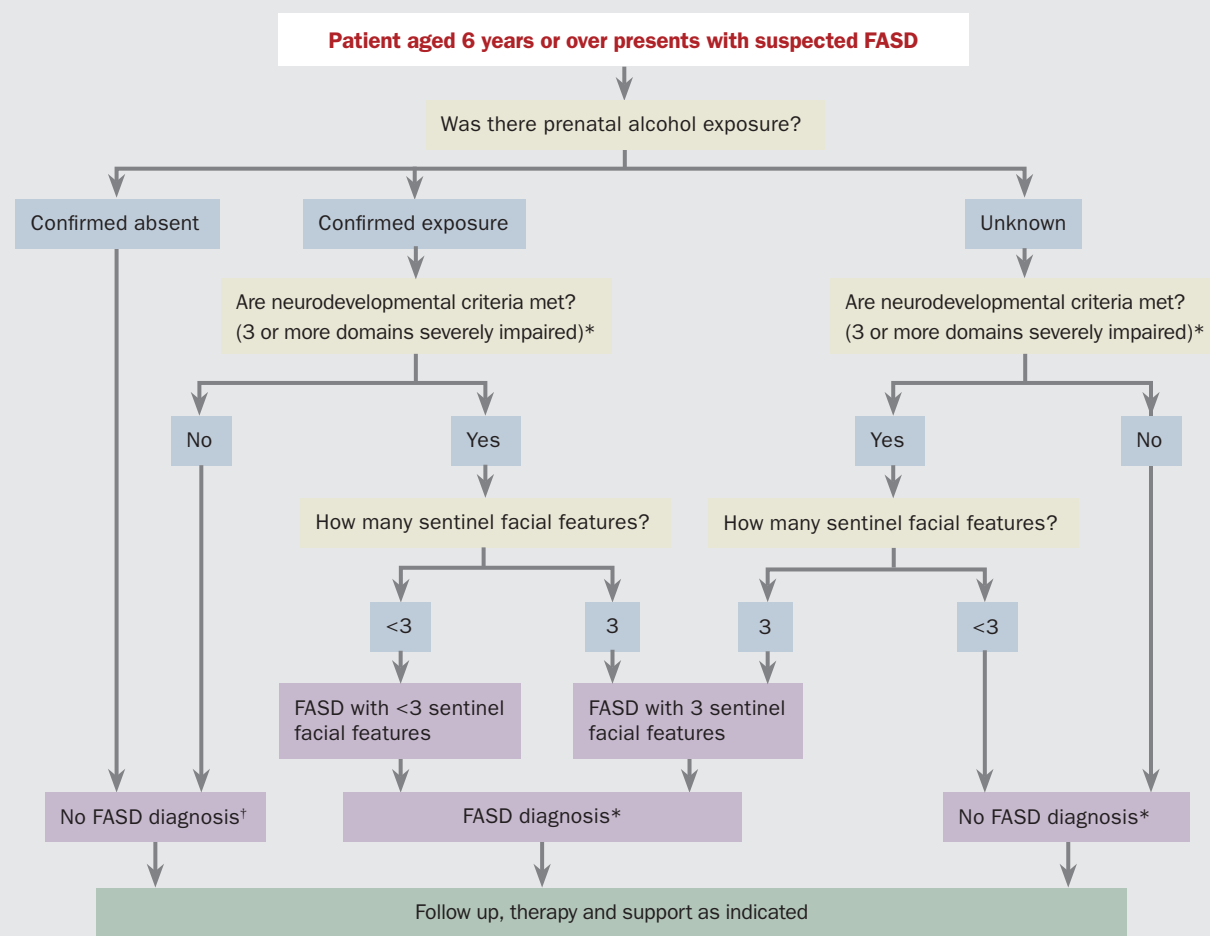 Patient aged 6 years or over presents with suspected FASD
Was there prenatal alcohol exposure?
Confirmed absent
Confirmed exposure
Unknown
Are neurodevelopmental criteria met?
(3 or more domains severely impaired)*
Are neurodevelopmental criteria met?
(3 or more domains severely impaired)*
No
Yes
Yes
No
How many sentinel facial features?
How many sentinel facial features?
<3
3
3
<3
FASD with <3 sentinel
facial features
FASD with 3 sentinel
facial features
No FASD diagnosis†
FASD diagnosis*
No FASD diagnosis*
Follow up, therapy and support as indicated